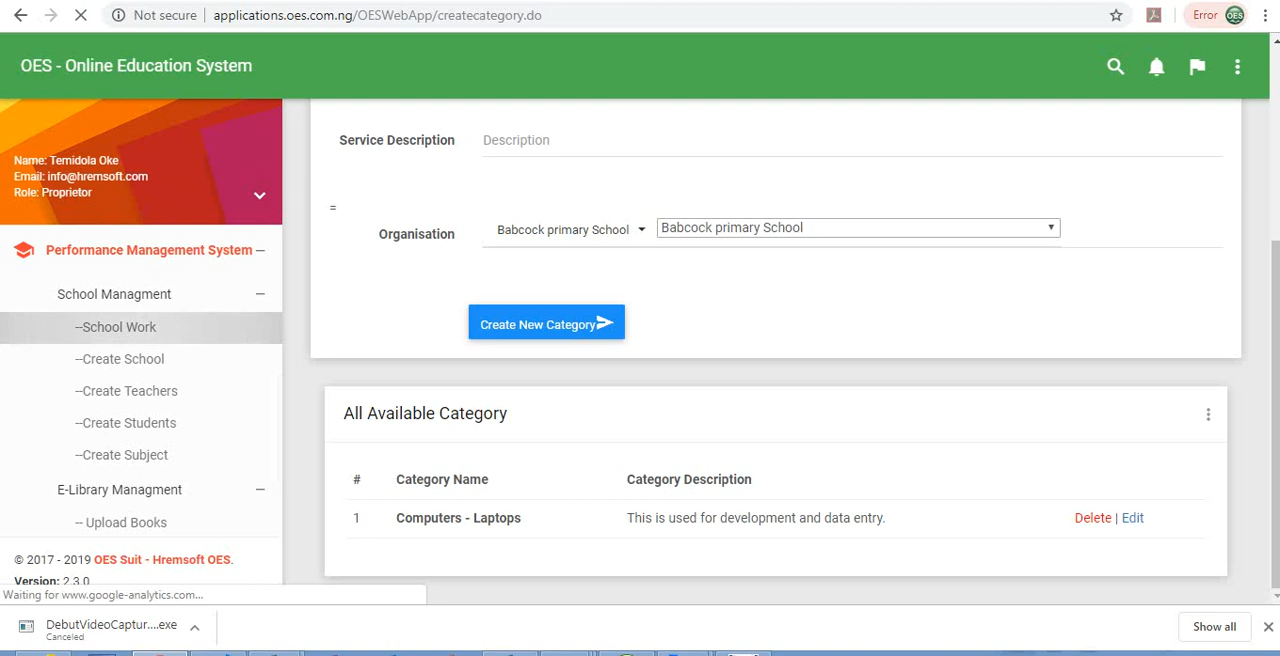 Not secure | applications.oes.com.ng/OESWebApp/createcategory.do Error OES
OES - Online Education System
Name: Temidola Oke
Email: info@hremsoft.com
Role: Proprietor
Performance Management System
School Managment
--School Work
--Create School
--Create Teachers
--Create Students
--Create Subject
E-Library Managment
-- Upload Books
© 2017 - 2019 OES Suit - Hremsoft OES.
Version: 2.3.0
Service Description Description
=
Organisation Babcock primary School Babcock primary School
Create New Category
All Available Category
# Category Name Category Description
1 Computers - Laptops This is used for development and data entry. Delete | Edit
Waiting for www.google-analytics.com...
DebutVideoCaptur....exe
Canceled
Show all